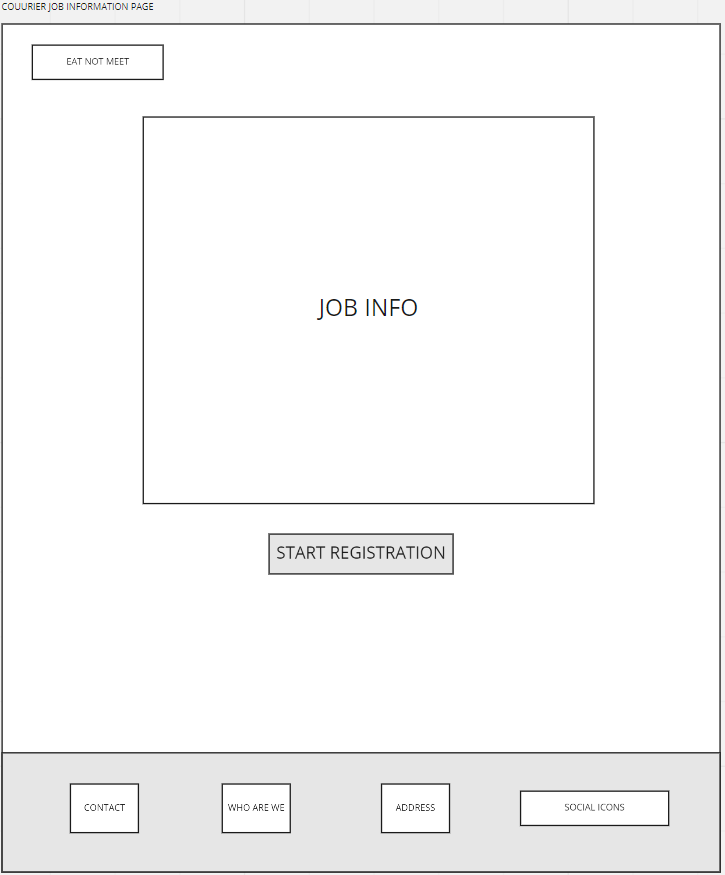 COUURIER JOB INFORMATION PAGE
EAT NOT MEET
JOB INFO
START REGISTRATION
CONTACT
WHO ARE WE
ADDRESS
SOCIAL ICONS